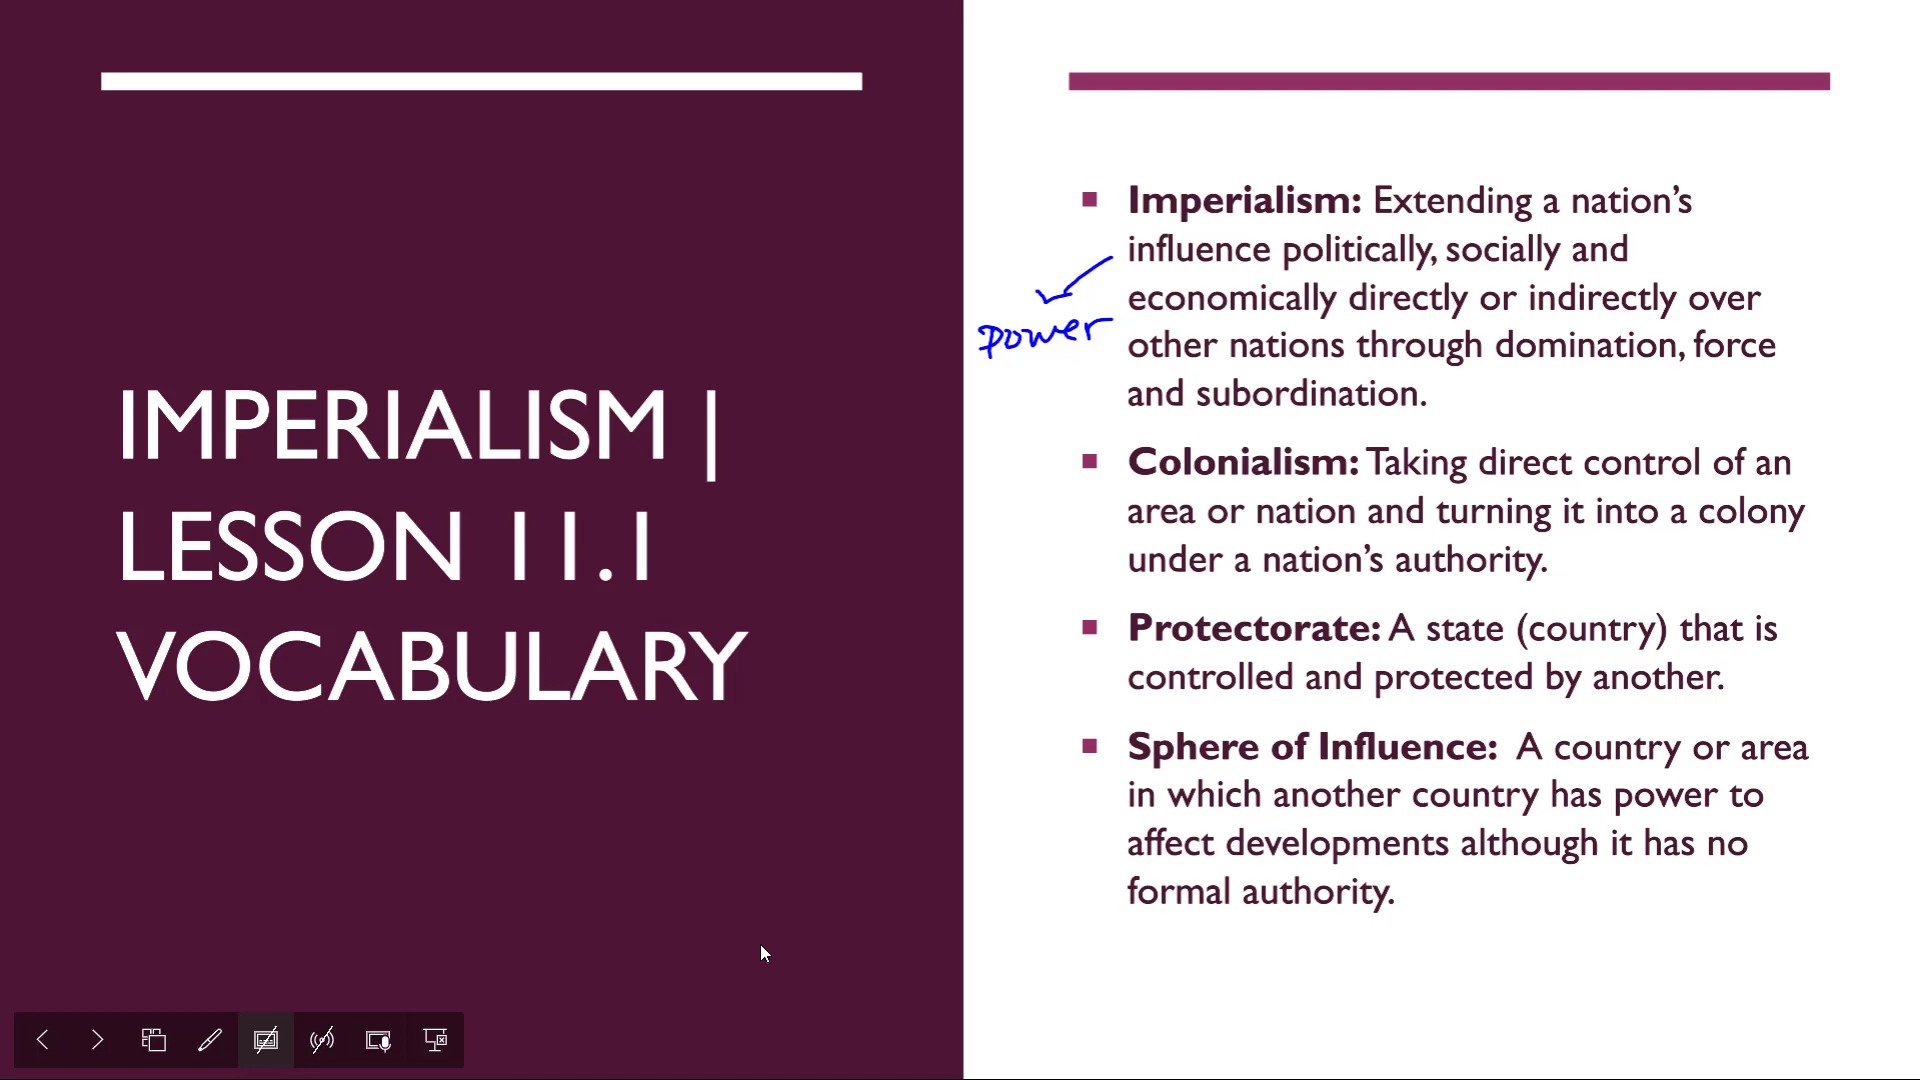 IMPERIALISM |
LESSON 11.1
VOCABULARY
Imperialism: Extending a nation's
influence politically, socially and
economically directly or indirectly over
other nations through domination, force
and subordination.
power
Colonialism: Taking direct control of an
area or nation and turning it into a colony
under a nation's authority.
Protectorate: A state (country) that is
controlled and protected by another.
Sphere of Influence: A country or area
in which another country has power to
affect developments although it has no
formal authority.